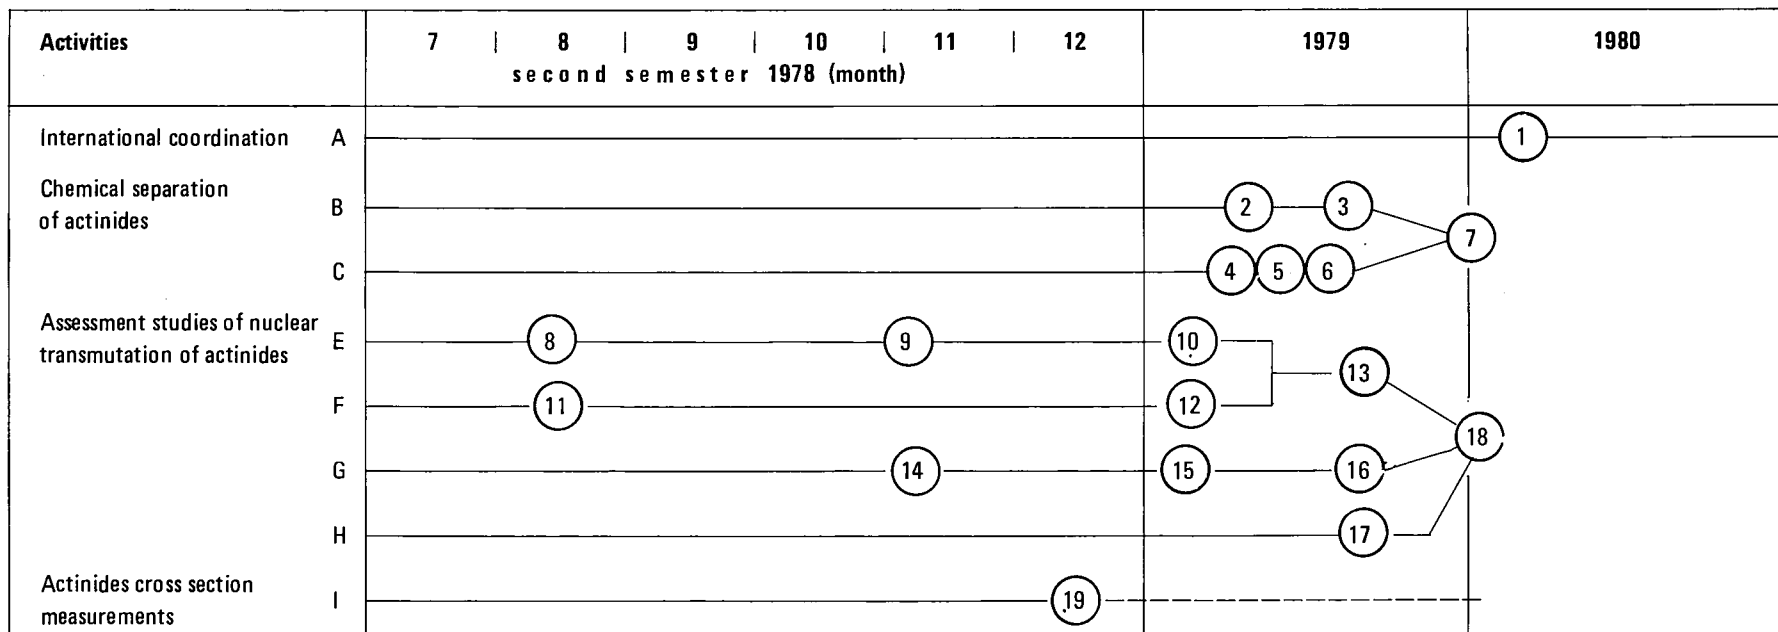 Activities 7 | 8 | 9 | 10 | 11 | 12 1979 1980
second semester 1978 (month)
International coordination A 1
Chemical separation
of actinides B 2 3
7
C 4 5 6
Assessment studies of nuclear
transmutation of actinides E 8 9 10
13
F 11 12
18
G 14 15 16
H 17
Actinides cross section
measurements I 19